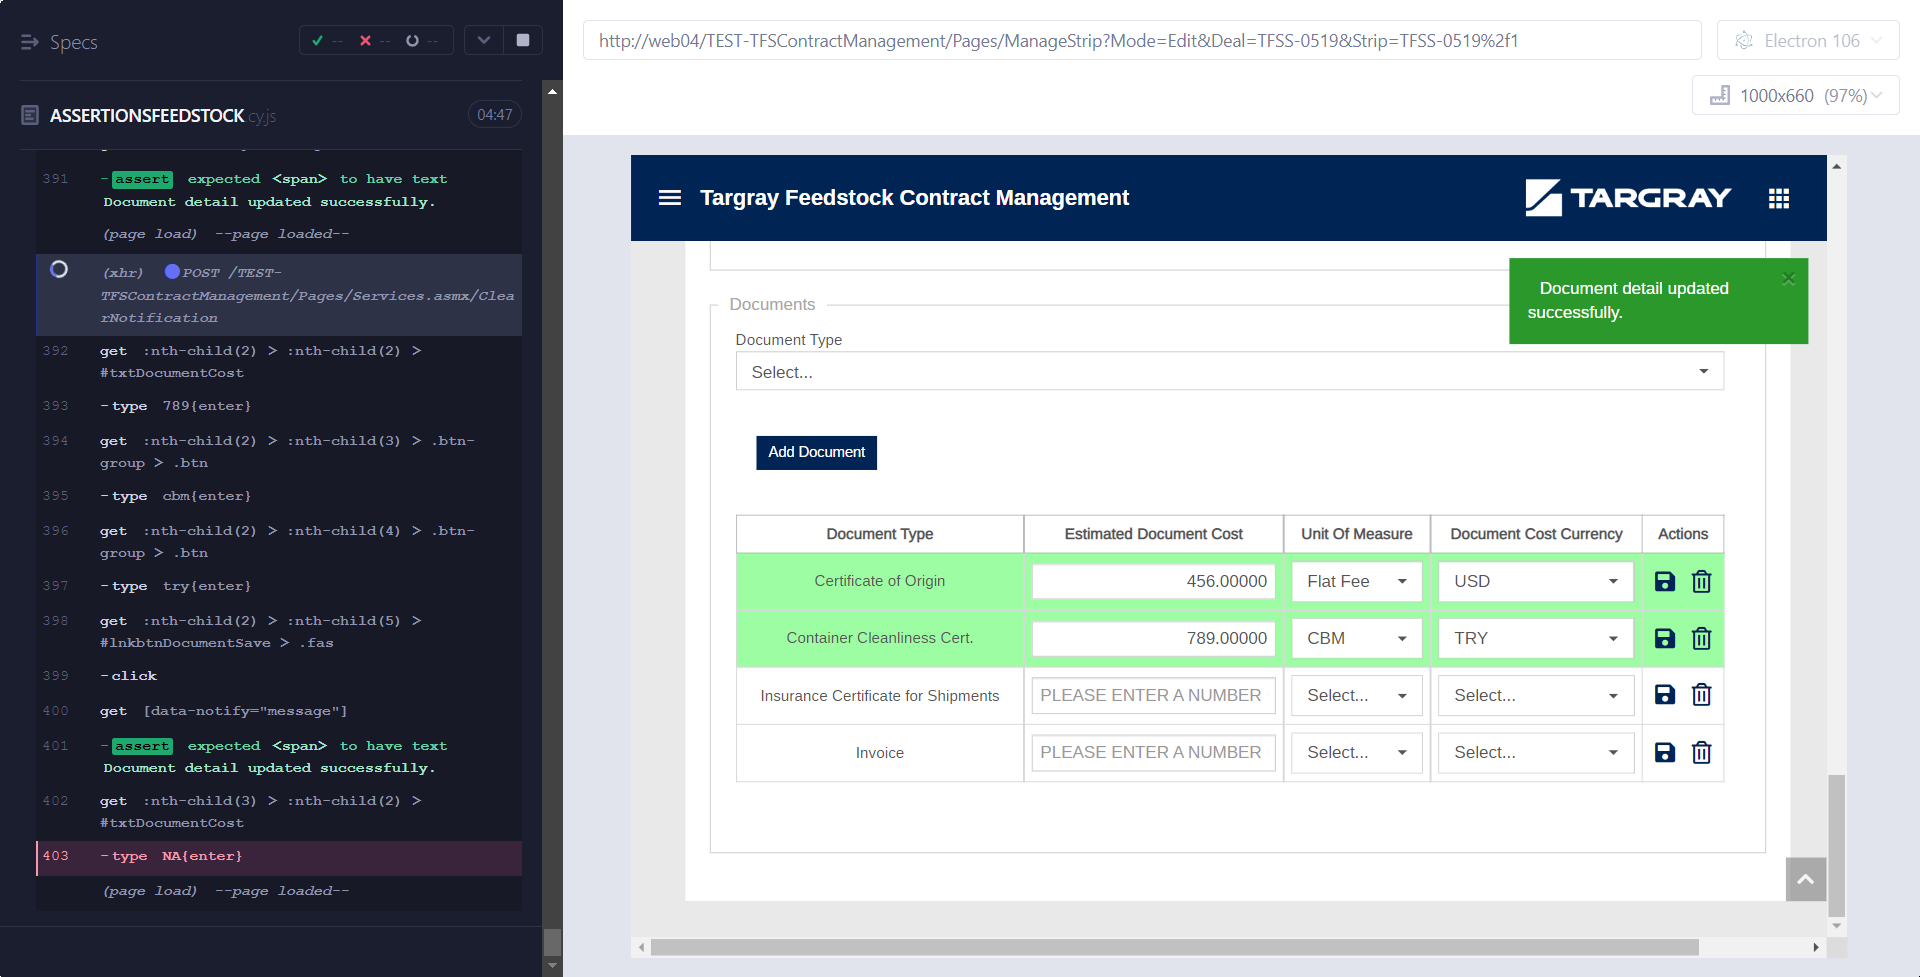 Specs
--
--
--
ASSERTIONSFEEDSTOCK.cy.js
04:47
391 -assert expected <span> to have text
Document detail updated successfully.
(page load) --page loaded--
(xhr) POST /TEST-
TFSContractManagement/Pages/Services.asmx/Clea
rNotification
392 get :nth-child(2) > :nth-child(2) >
#txtDocumentCost
393 -type 789{enter}
394 get :nth-child(2) > :nth-child(3) > .btn-
group > .btn
395 -type cbm{enter}
396 get :nth-child(2) > :nth-child(4) > .btn-
group > .btn
397 -type try{enter}
398 get :nth-child(2) > :nth-child(5) >
#lnkbtnDocumentSave > .fas
399 -click
400 get [data-notify="message"]
401 -assert expected <span> to have text
Document detail updated successfully.
402 get :nth-child(3) > :nth-child(2) >
#txtDocumentCost
403 -type NA{enter}
(page load) --page loaded--
http://web04/TEST-TFSContractManagement/Pages/ManageStrip?Mode=Edit&Deal=TFSS-0519&Strip=TFSS-0519%2f1
Electron 106
1000x660 (97%)
Targray Feedstock Contract Management
TARGRAY
Document detail updated
successfully.
×
Documents
Document Type
Select...
Add Document
Document Type Estimated Document Cost Unit Of Measure Document Cost Currency Actions
Certificate of Origin 456.00000 Flat Fee USD
Container Cleanliness Cert. 789.00000 CBM TRY
Insurance Certificate for Shipments PLEASE ENTER A NUMBER Select... Select...
Invoice PLEASE ENTER A NUMBER Select... Select...